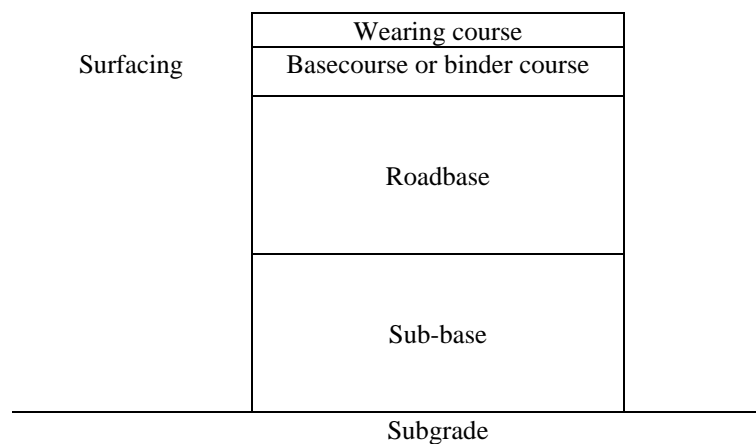 Wearing course
Surfacing
Basecourse or binder course
Roadbase
Sub-base
Subgrade